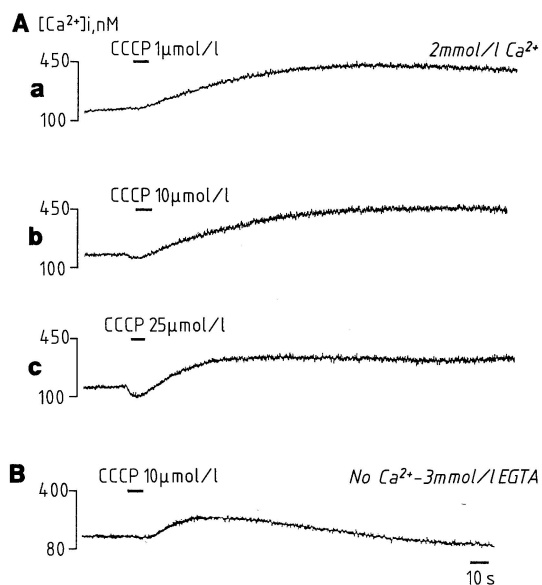 A [Ca²⁺]i,nM
CCCP 1µmol/l 2mmol/l Ca²⁺
450
a
100
CCCP 10µmol/l
450
b
100
CCCP 25µmol/l
450
c
100
B CCCP 10µmol/l No Ca²⁺-3mmol/l EGTA
400
80
10 s